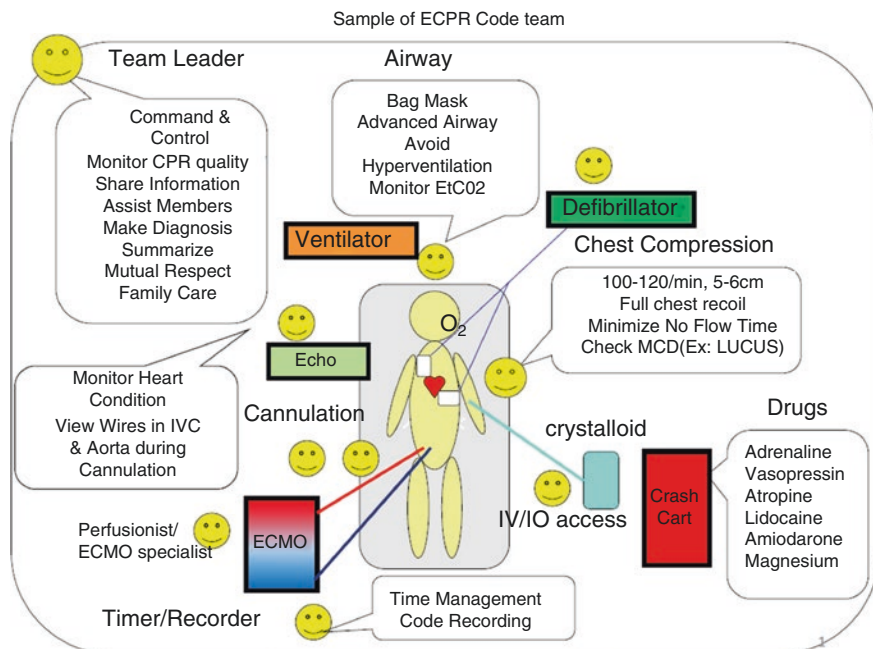 Sample of ECPR Code team
Team Leader
Airway
Command &
Control
Monitor CPR quality
Share Information
Assist Members
Make Diagnosis
Summarize
Mutual Respect
Family Care
Bag Mask
Advanced Airway
Avoid
Hyperventilation
Monitor EtC02
Defibrillator
Ventilator
Chest Compression
100-120/min, 5-6cm
Full chest recoil
Minimize No Flow Time
Check MCD(Ex: LUCUS)
O2
Echo
Monitor Heart
Condition
View Wires in IVC
& Aorta during
Cannulation
Cannulation
Drugs
crystalloid
Adrenaline
Vasopressin
Atropine
Lidocaine
Amiodarone
Magnesium
Crash
Cart
IV/IO access
Perfusionist/
ECMO specialist
ECMO
Timer/Recorder
Time Management
Code Recording
1